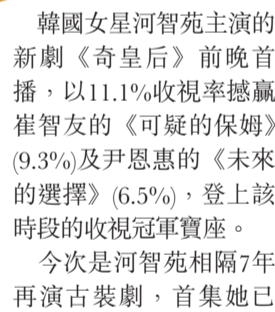 韓國女星河智苑主演的
新劇《奇皇后》前晚首
播，以11.1%收視率撼贏
崔智友的《可疑的保姆》
(9.3%)及尹恩惠的《未來
的選擇》(6.5%)，登上該
時段的收視冠軍寶座。
今次是河智苑相隔7年
再演古裝劇，首集她已